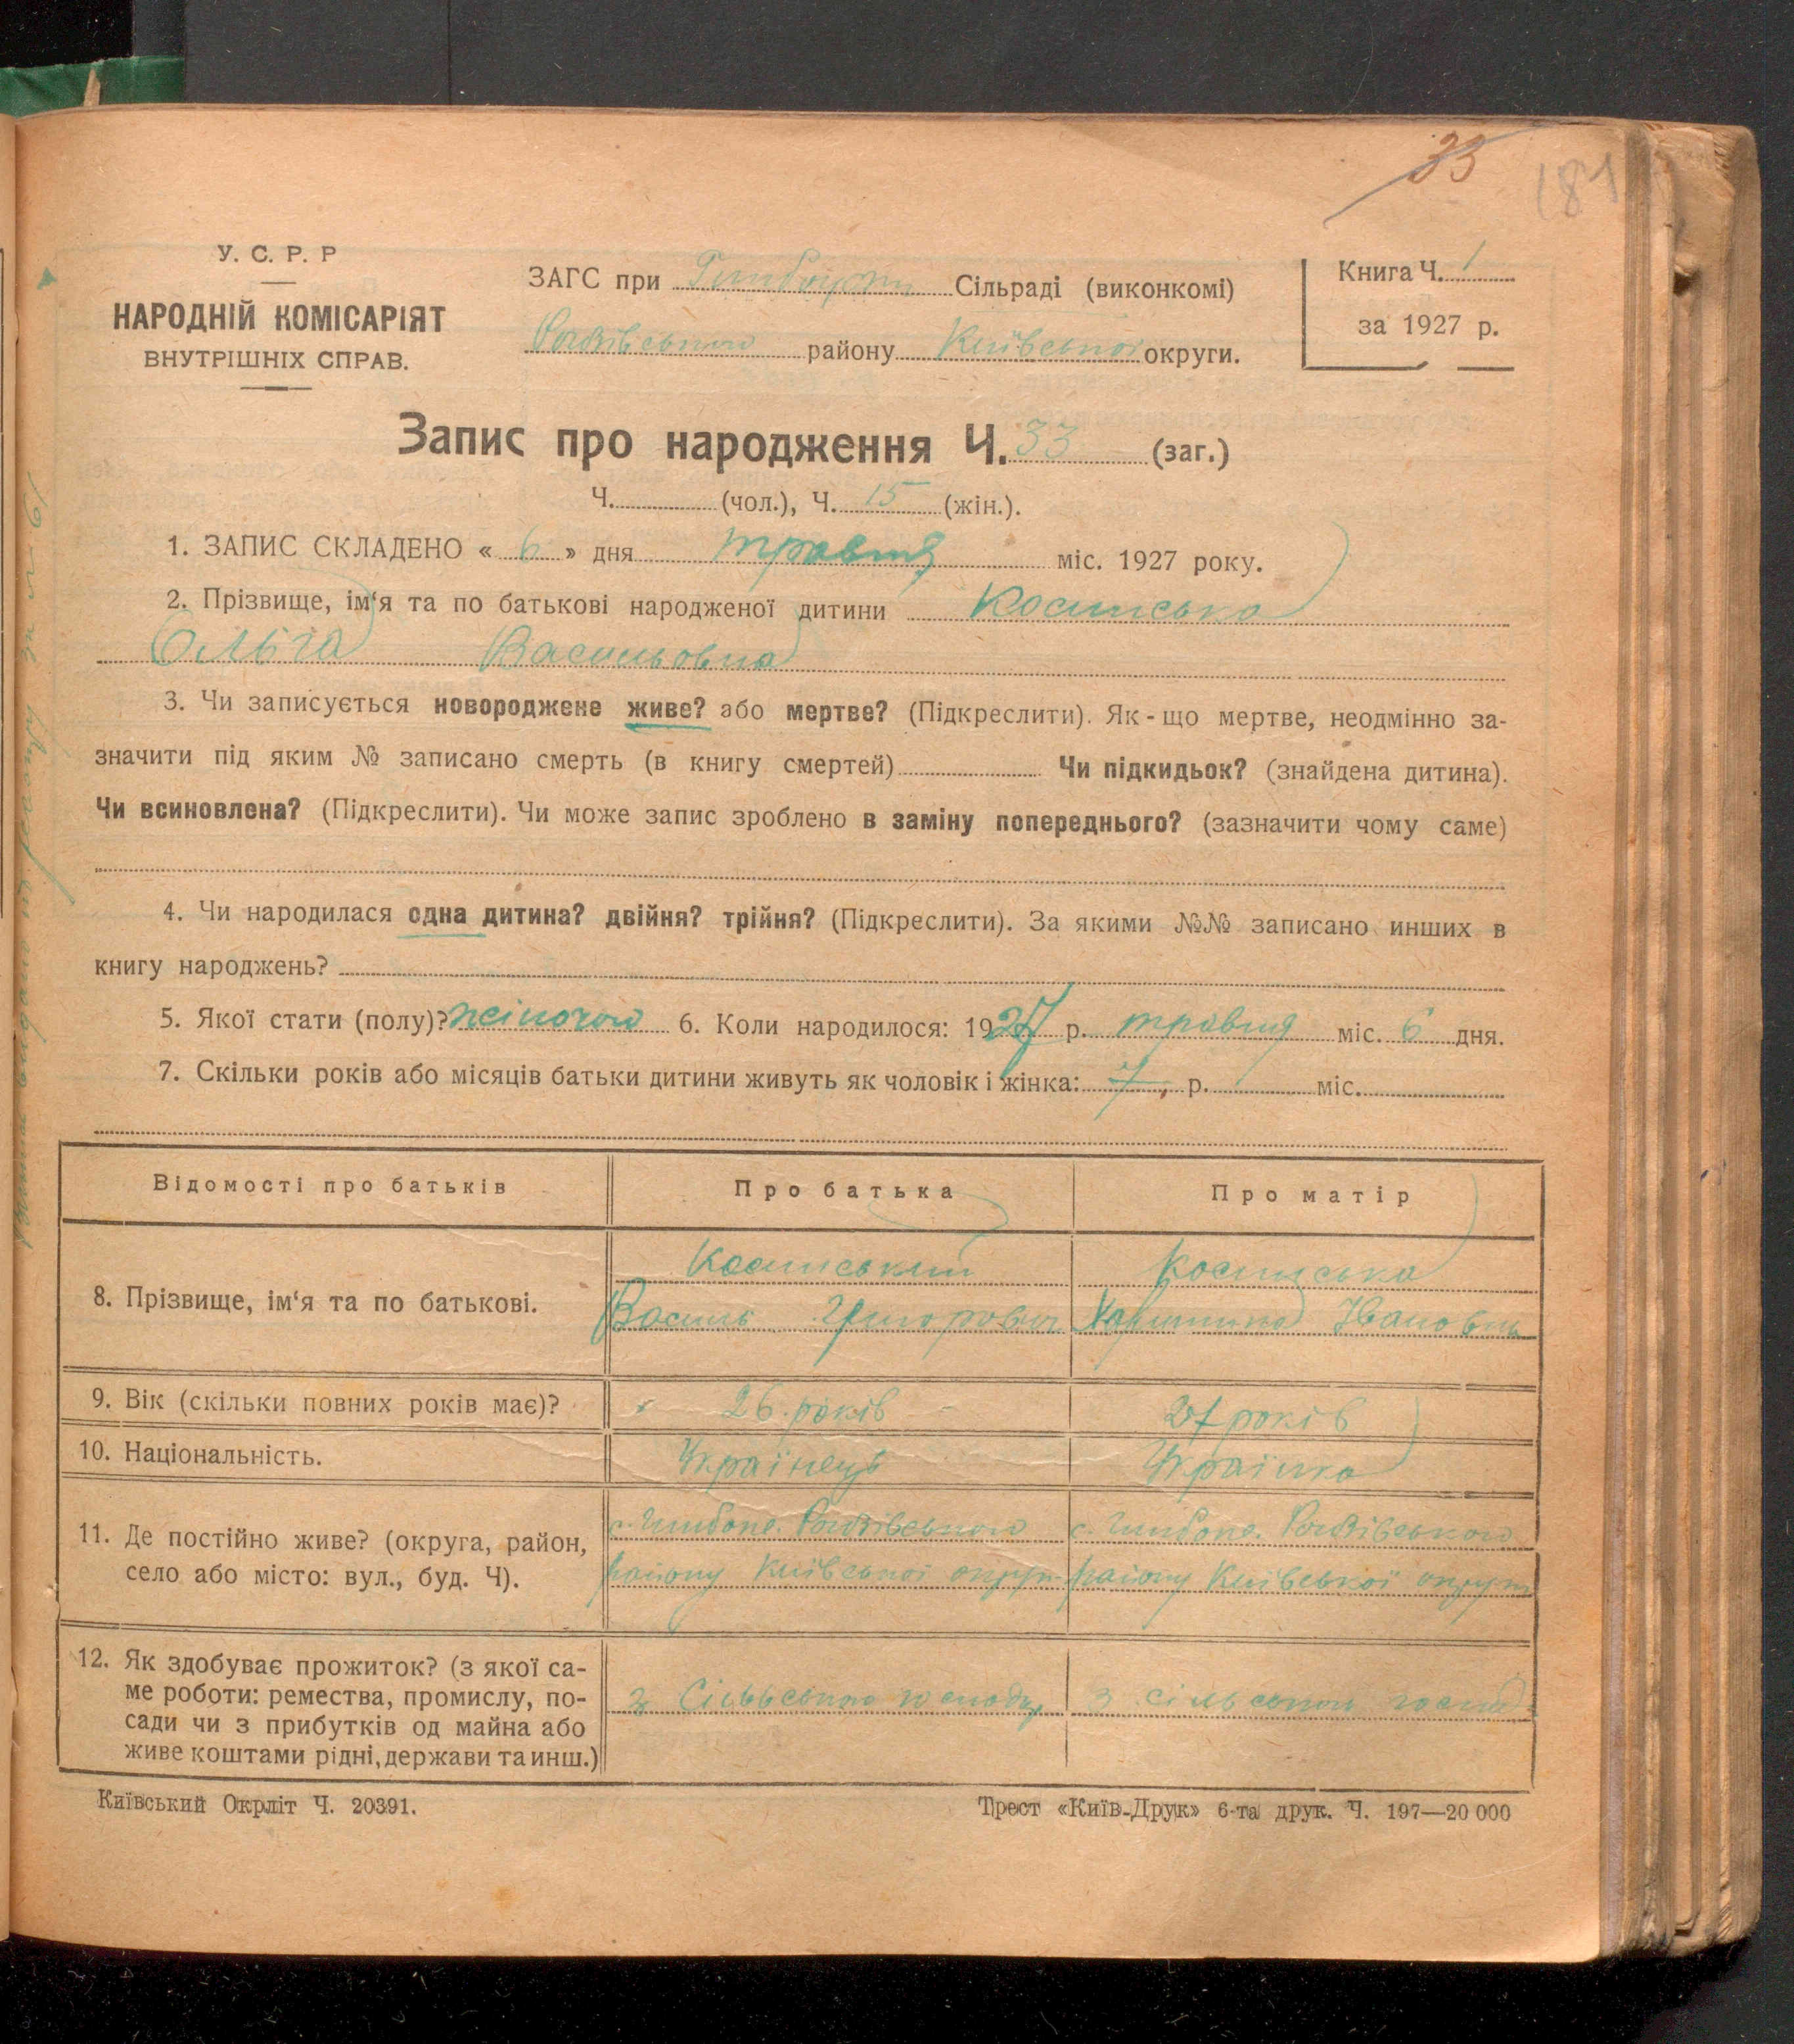 33
181
У. С. Р. Р
НАРОДНІЙ КОМІСАРІЯТ
ВНУТРІШНІХ СПРАВ.
ЗАГС при Сільраді (виконкомі)
району Київської округи.
Книга Ч. 1
за 1927 р.
Запис про народження Ч. 33 (заг.)
Ч. (чол.), Ч. 15 (жін.).
1. ЗАПИС СКЛАДЕНО « 6 » дня травня міс. 1927 року.
2. Прізвище, ім‘я та по батькові народженої дитини Косинська
Ольга Васильовна
3. Чи записується новороджене живе? або мертве? (Підкреслити). Як-що мертве, неодмінно за-
значити під яким № записано смерть (в книгу смертей) Чи підкидьок? (знайдена дитина).
Чи всиновлена? (Підкреслити). Чи може запис зроблено в заміну попереднього? (зазначити чому саме)
4. Чи народилася одна дитина? двійня? трійня? (Підкреслити). За якими №№ записано инших в
книгу народжень?
5. Якої стати (полу)? жіночою 6. Коли народилося: 1927 р. травня міс. 6 дня.
7. Скільки років або місяців батьки дитини живуть як чоловік і жінка: 7 р. міс.
Відомості про батьків Про батька Про матір
8. Прізвище, ім‘я та по батькові.
Косинський
Василь Григорович
Косинська
Івановна
9. Вік (скільки повних років має)? 26 років 27 років
10. Національність. Українець Українка
11. Де постійно живе? (округа, район,
село або місто: вул., буд. Ч).
району Київської округи
району Київської округи
12. Як здобуває прожиток? (з якої са-
ме роботи: ремества, промислу, по-
сади чи з прибутків од майна або
живе коштами рідні, держави та инш.)
з сільського господ
Київський Окрліт Ч. 20391.
Трест «Київ-Друк» 6-та друк. Ч. 197—20 000